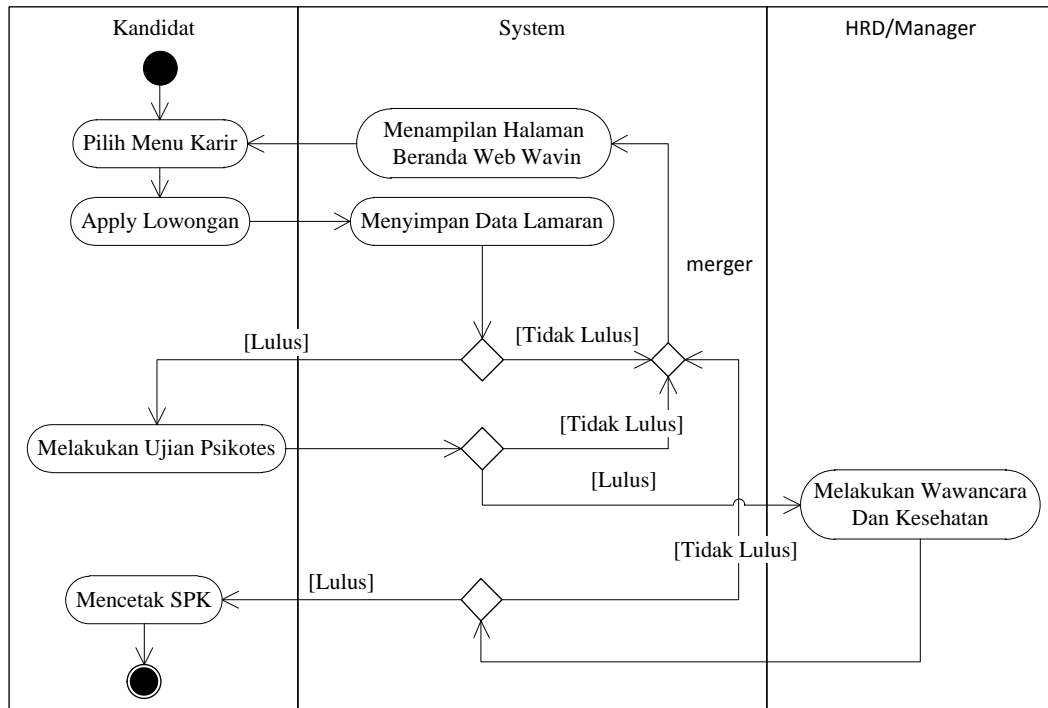 Kandidat
System
HRD/Manager
Pilih Menu Karir
Menampilan Halaman
Beranda Web Wavin
Apply Lowongan
Menyimpan Data Lamaran
merger
[Lulus]
[Tidak Lulus]
Melakukan Ujian Psikotes
[Tidak Lulus]
[Lulus]
Melakukan Wawancara
Dan Kesehatan
[Tidak Lulus]
Mencetak SPK
[Lulus]